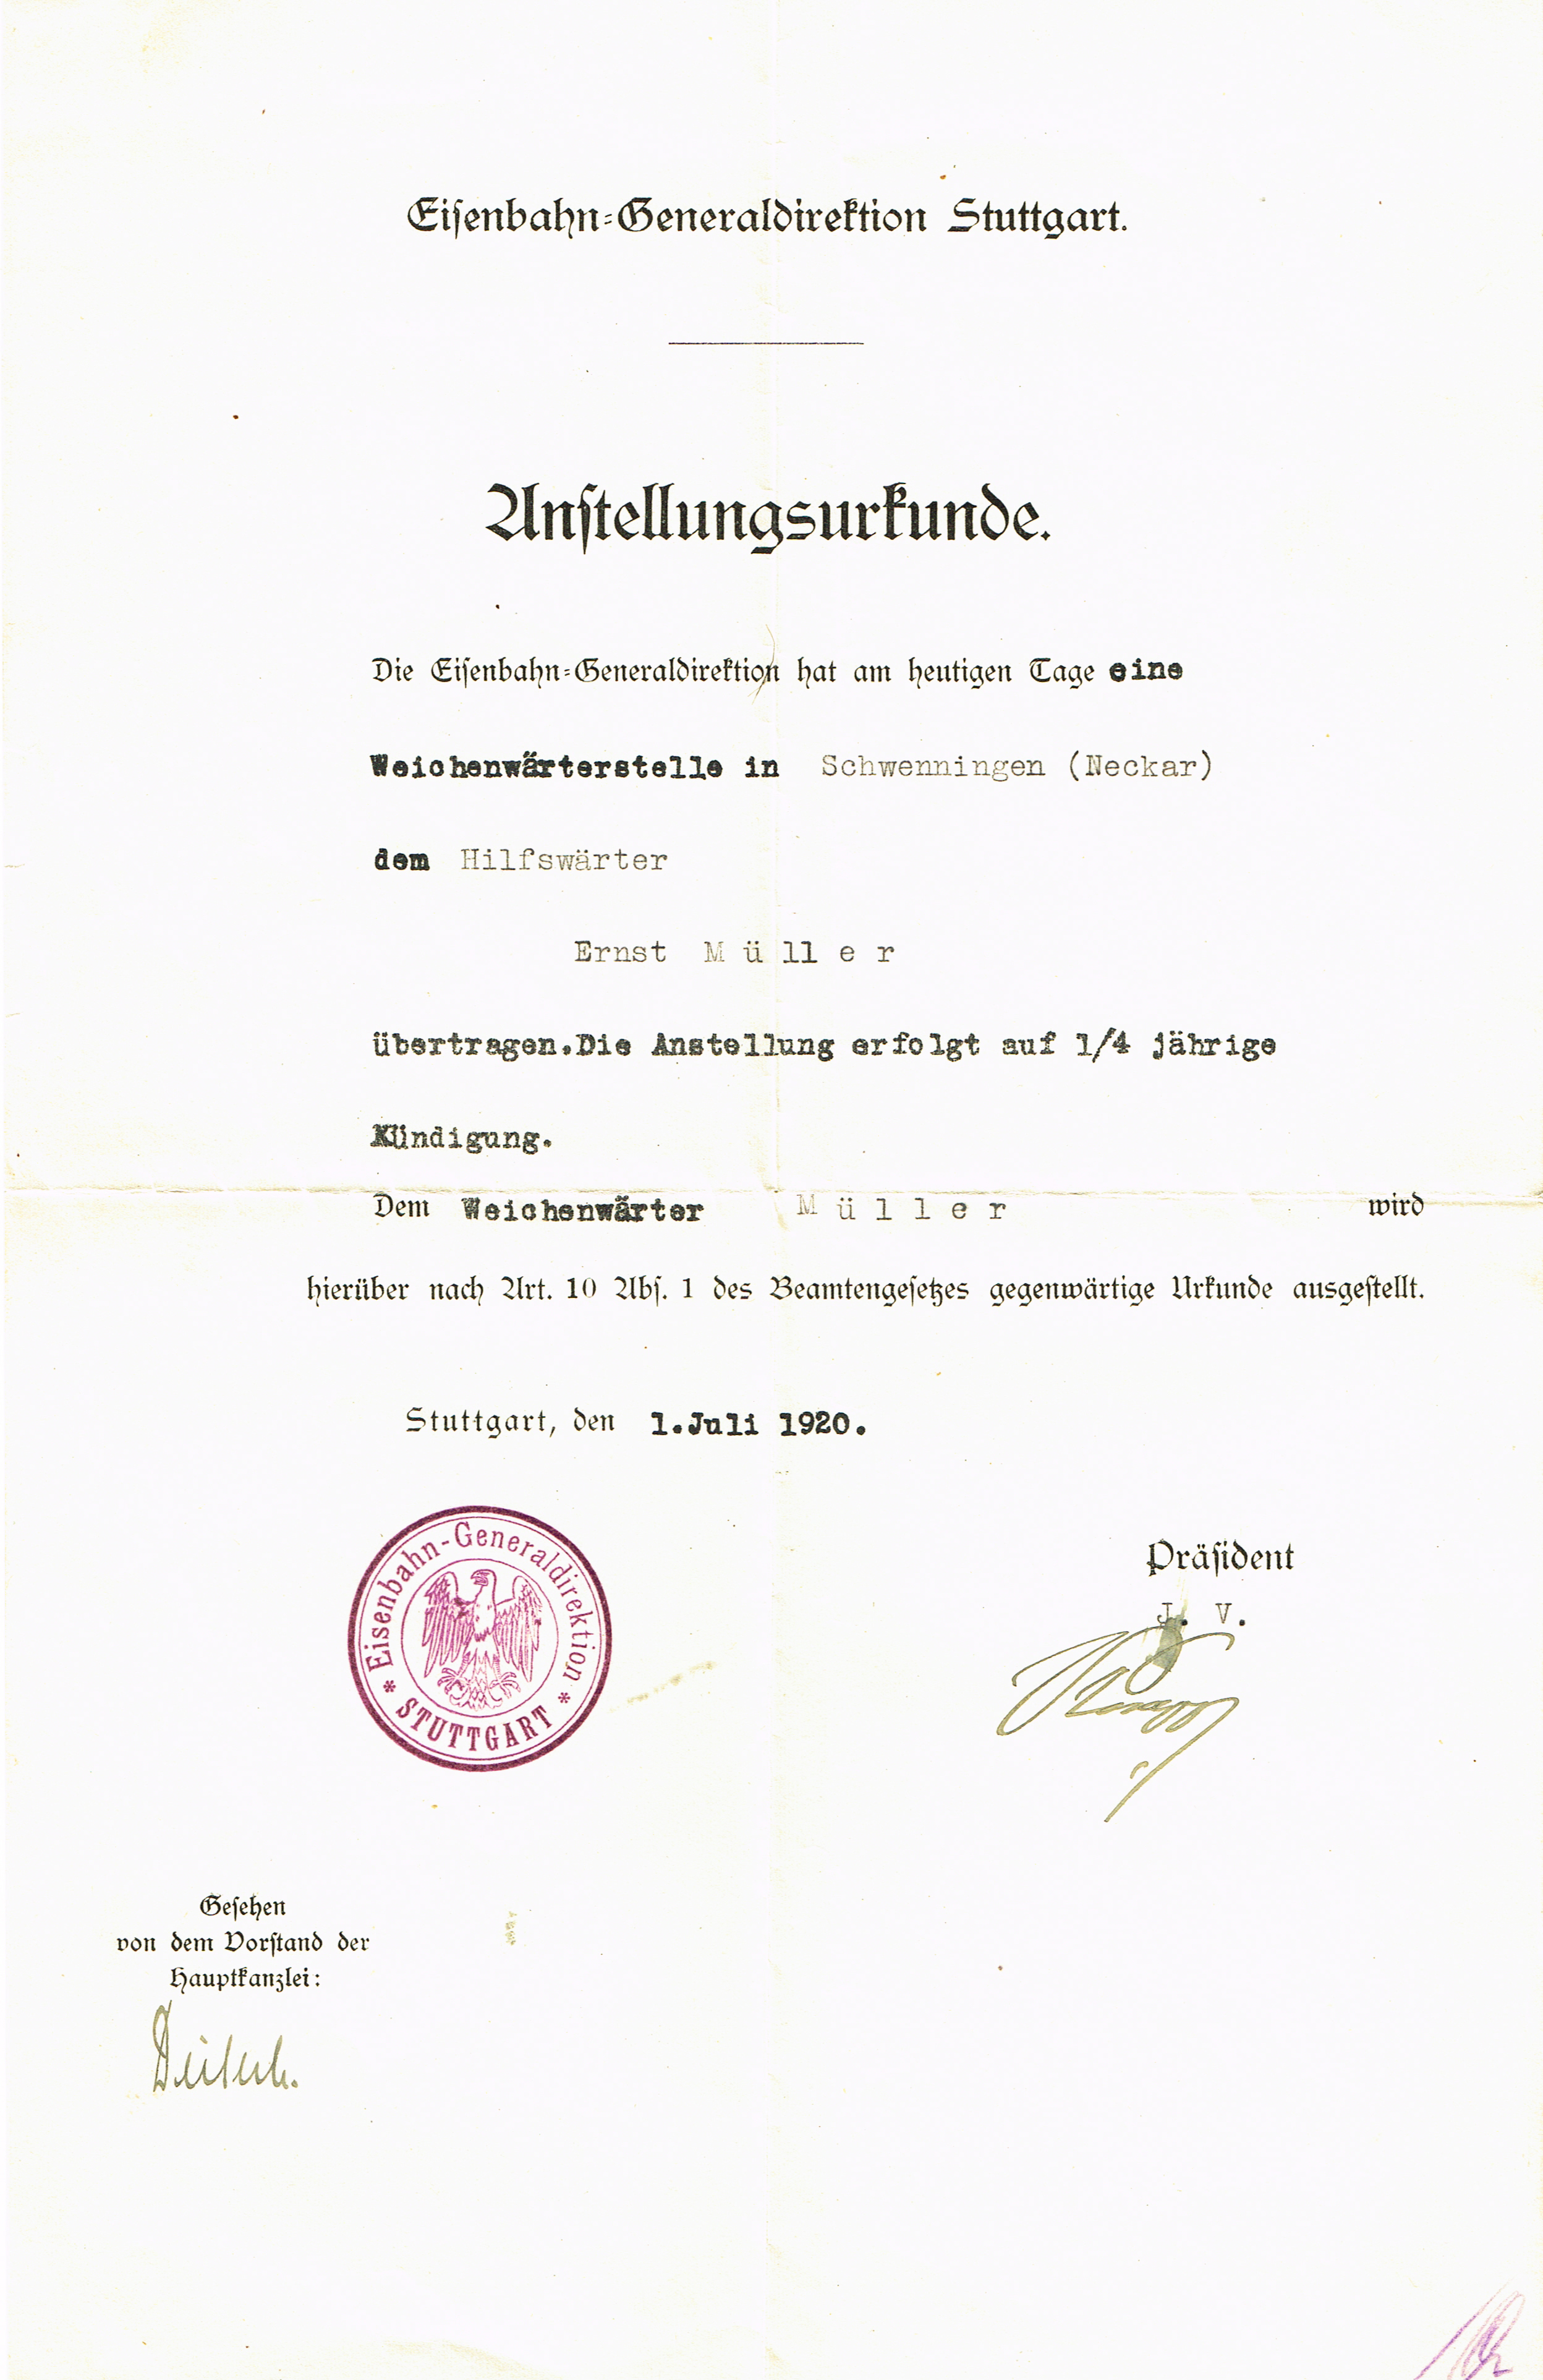 Eisenbahn-Generaldirektion Stuttgart.
Anstellungsurkunde.
Die Eisenbahn-Generaldirektion hat am heutigen Tage eine
Weichenwärterstelle in Schwenningen (Neckar)
dem Hilfswärter
Ernst M ü ll e r
übertragen.Die Anstellung erfolgt auf 1/4 jährige
Kündigung.
Dem Weichenwärter M ü l l e r wird
hierüber nach Art. 10 Abs. 1 des Beamtengesetzes gegenwärtige Urkunde ausgestellt.
Stuttgart, den 1.Juli 1920.
Eisenbahn-Generaldirektion
* STUTTGART *
Präsident
J. V.
Gesehen
von dem Vorstand der
Hauptkanzlei: